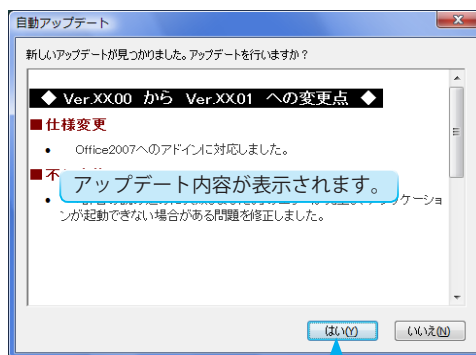 自動アップデート
新しいアップデートが見つかりました。アップデートを行いますか？
◆ Ver.XX.00 から Ver.XX.01 への変更点 ◆
■仕様変更
• Office2007へのアドインに対応しました。
■不
アップデート内容が表示されます。
ケーショ
ンが起動できない場合がある問題を修正しました。
はい(Y)
いいえ(N)